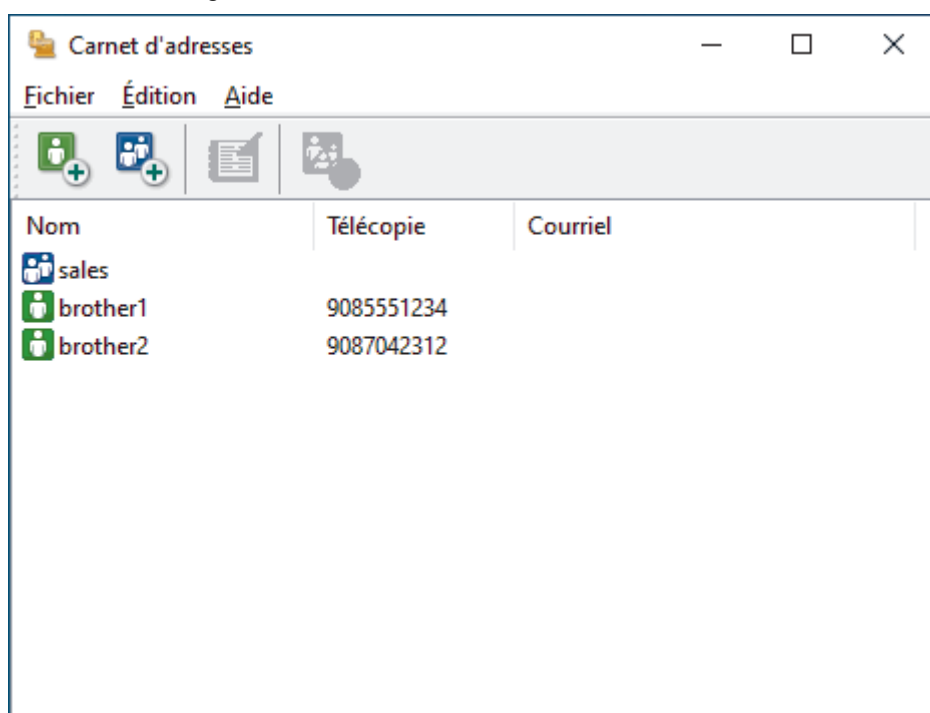 Carnet d'adresses
Fichier Édition Aide
Nom Télécopie Courriel
sales
brother1 9085551234
brother2 9087042312